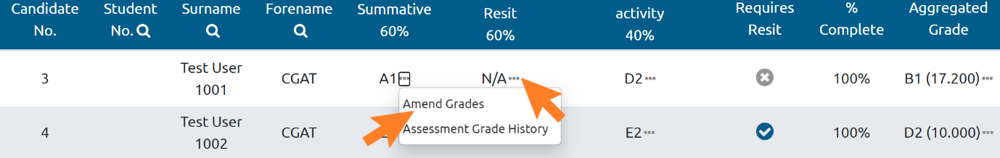 Candidate No.
Student No.
Surname
Forename
Summative 60%
Resit 60%
activity 40%
Requires Resit
% Complete
Aggregated Grade
3
Test User 1001
CGAT
A1
N/A
D2
100%
B1 (17.200)
Amend Grades
Assessment Grade History
4
Test User 1002
CGAT
E2
100%
D2 (10.000)